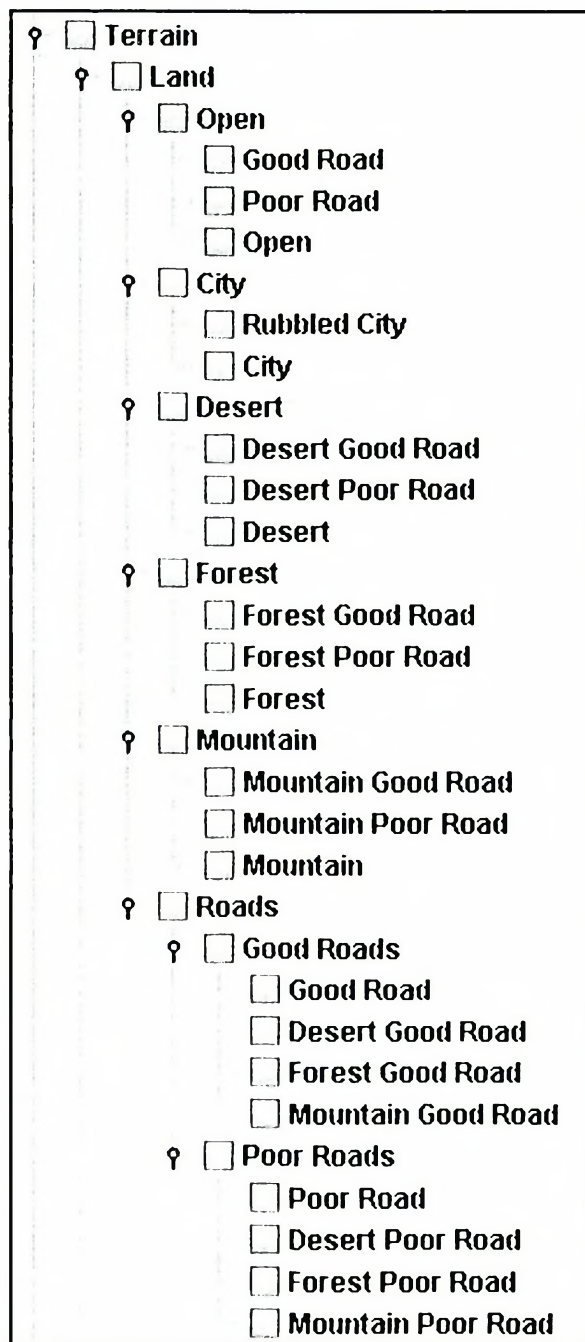 Terrain
Land
Open
Good Road
Poor Road
Open
City
Rubbled City
City
Desert
Desert Good Road
Desert Poor Road
Desert
Forest
Forest Good Road
Forest Poor Road
Forest
Mountain
Mountain Good Road
Mountain Poor Road
Mountain
Roads
Good Roads
Good Road
Desert Good Road
Forest Good Road
Mountain Good Road
Poor Roads
Poor Road
Desert Poor Road
Forest Poor Road
Mountain Poor Road